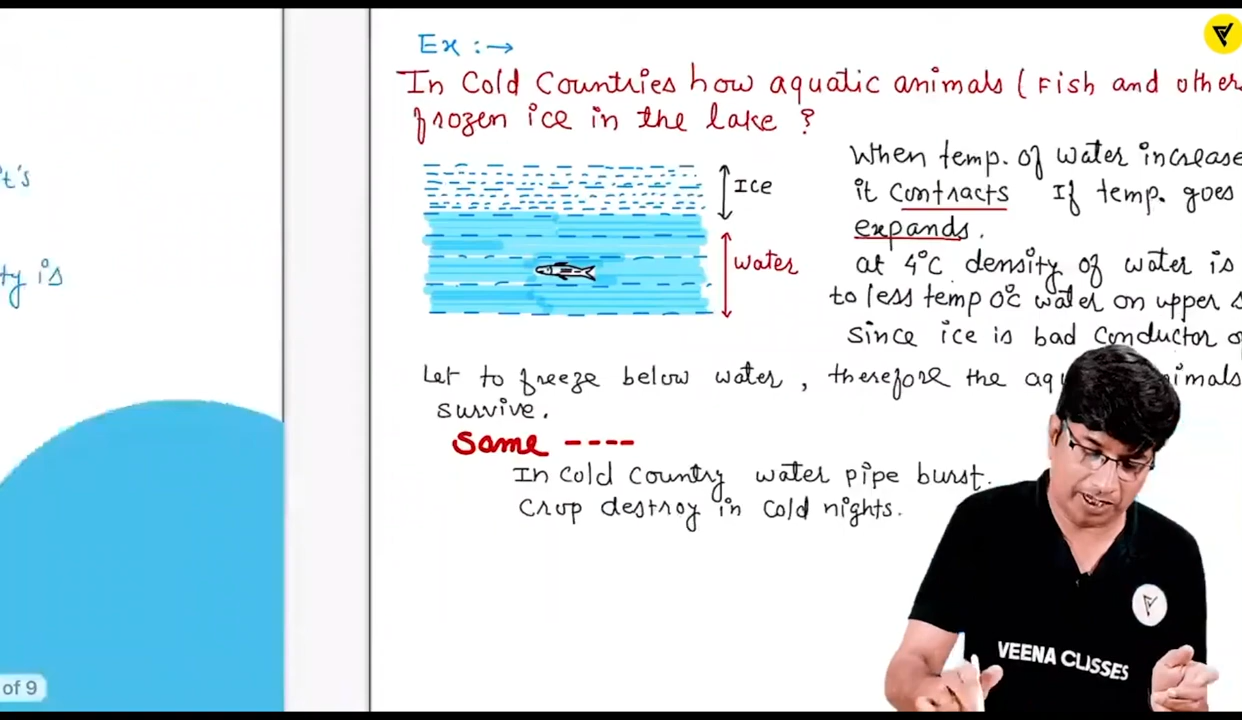 Ex :→
In Cold Countries how aquatic animals ( Fish and other
frozen ice in the lake ?
When temp. of water increase
it contracts If temp. goes
expands.
at 4°C density of water is
to less temp 0°C water on upper s
Since ice is bad conductor of
Let to freeze below water, therefore the aq nimals
survive.
Same ----
In Cold Country water pipe burst.
Crop destroy in cold nights.
Ice
Water
t's
ty is
of 9
VEENA CLASSES